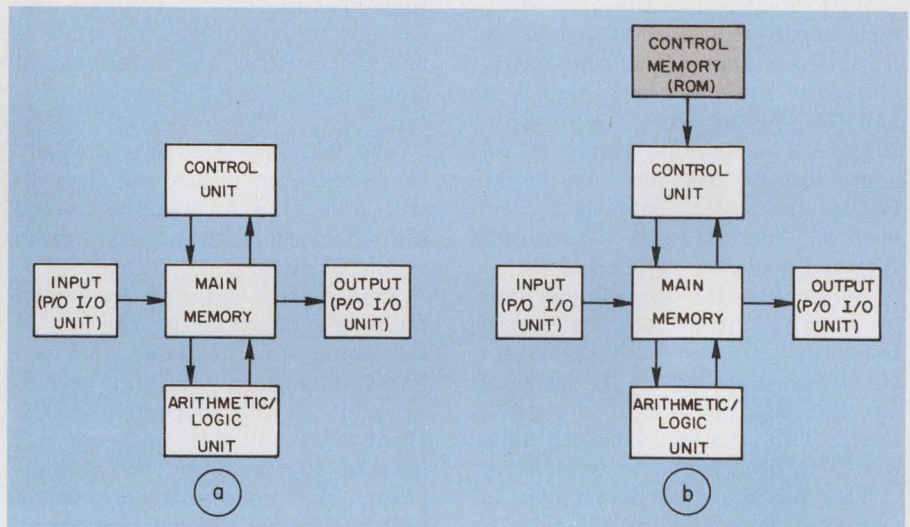 CONTROL
UNIT
INPUT
(P/O I/O
UNIT)
MAIN
MEMORY
OUTPUT
(P/O I/O
UNIT)
ARITHMETIC/
LOGIC
UNIT
a
CONTROL
MEMORY
(ROM)
CONTROL
UNIT
INPUT
(P/O I/O
UNIT)
MAIN
MEMORY
OUTPUT
(P/O I/O
UNIT)
ARITHMETIC/
LOGIC
UNIT
b